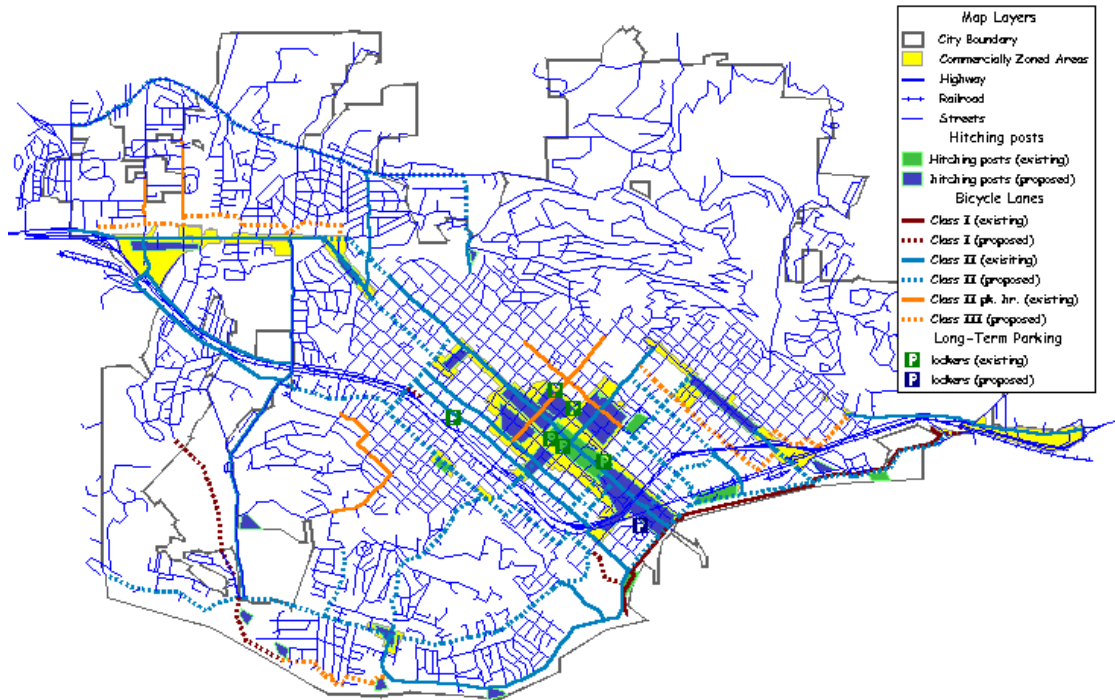 Map Layers
City Boundary
Commercially Zoned Areas
Highway
Railroad
Streets
Hitching posts
Hitching posts (existing)
hitching posts (proposed)
Bicycle Lanes
Class I (existing)
Class I (proposed)
Class II (exisiting)
Class II (proposed)
Class II pk. hr. (existing)
Class III (proposed)
Long-Term Parking
P lockers (existing)
P lockers (proposed)
P
P
P
P
P
P
P